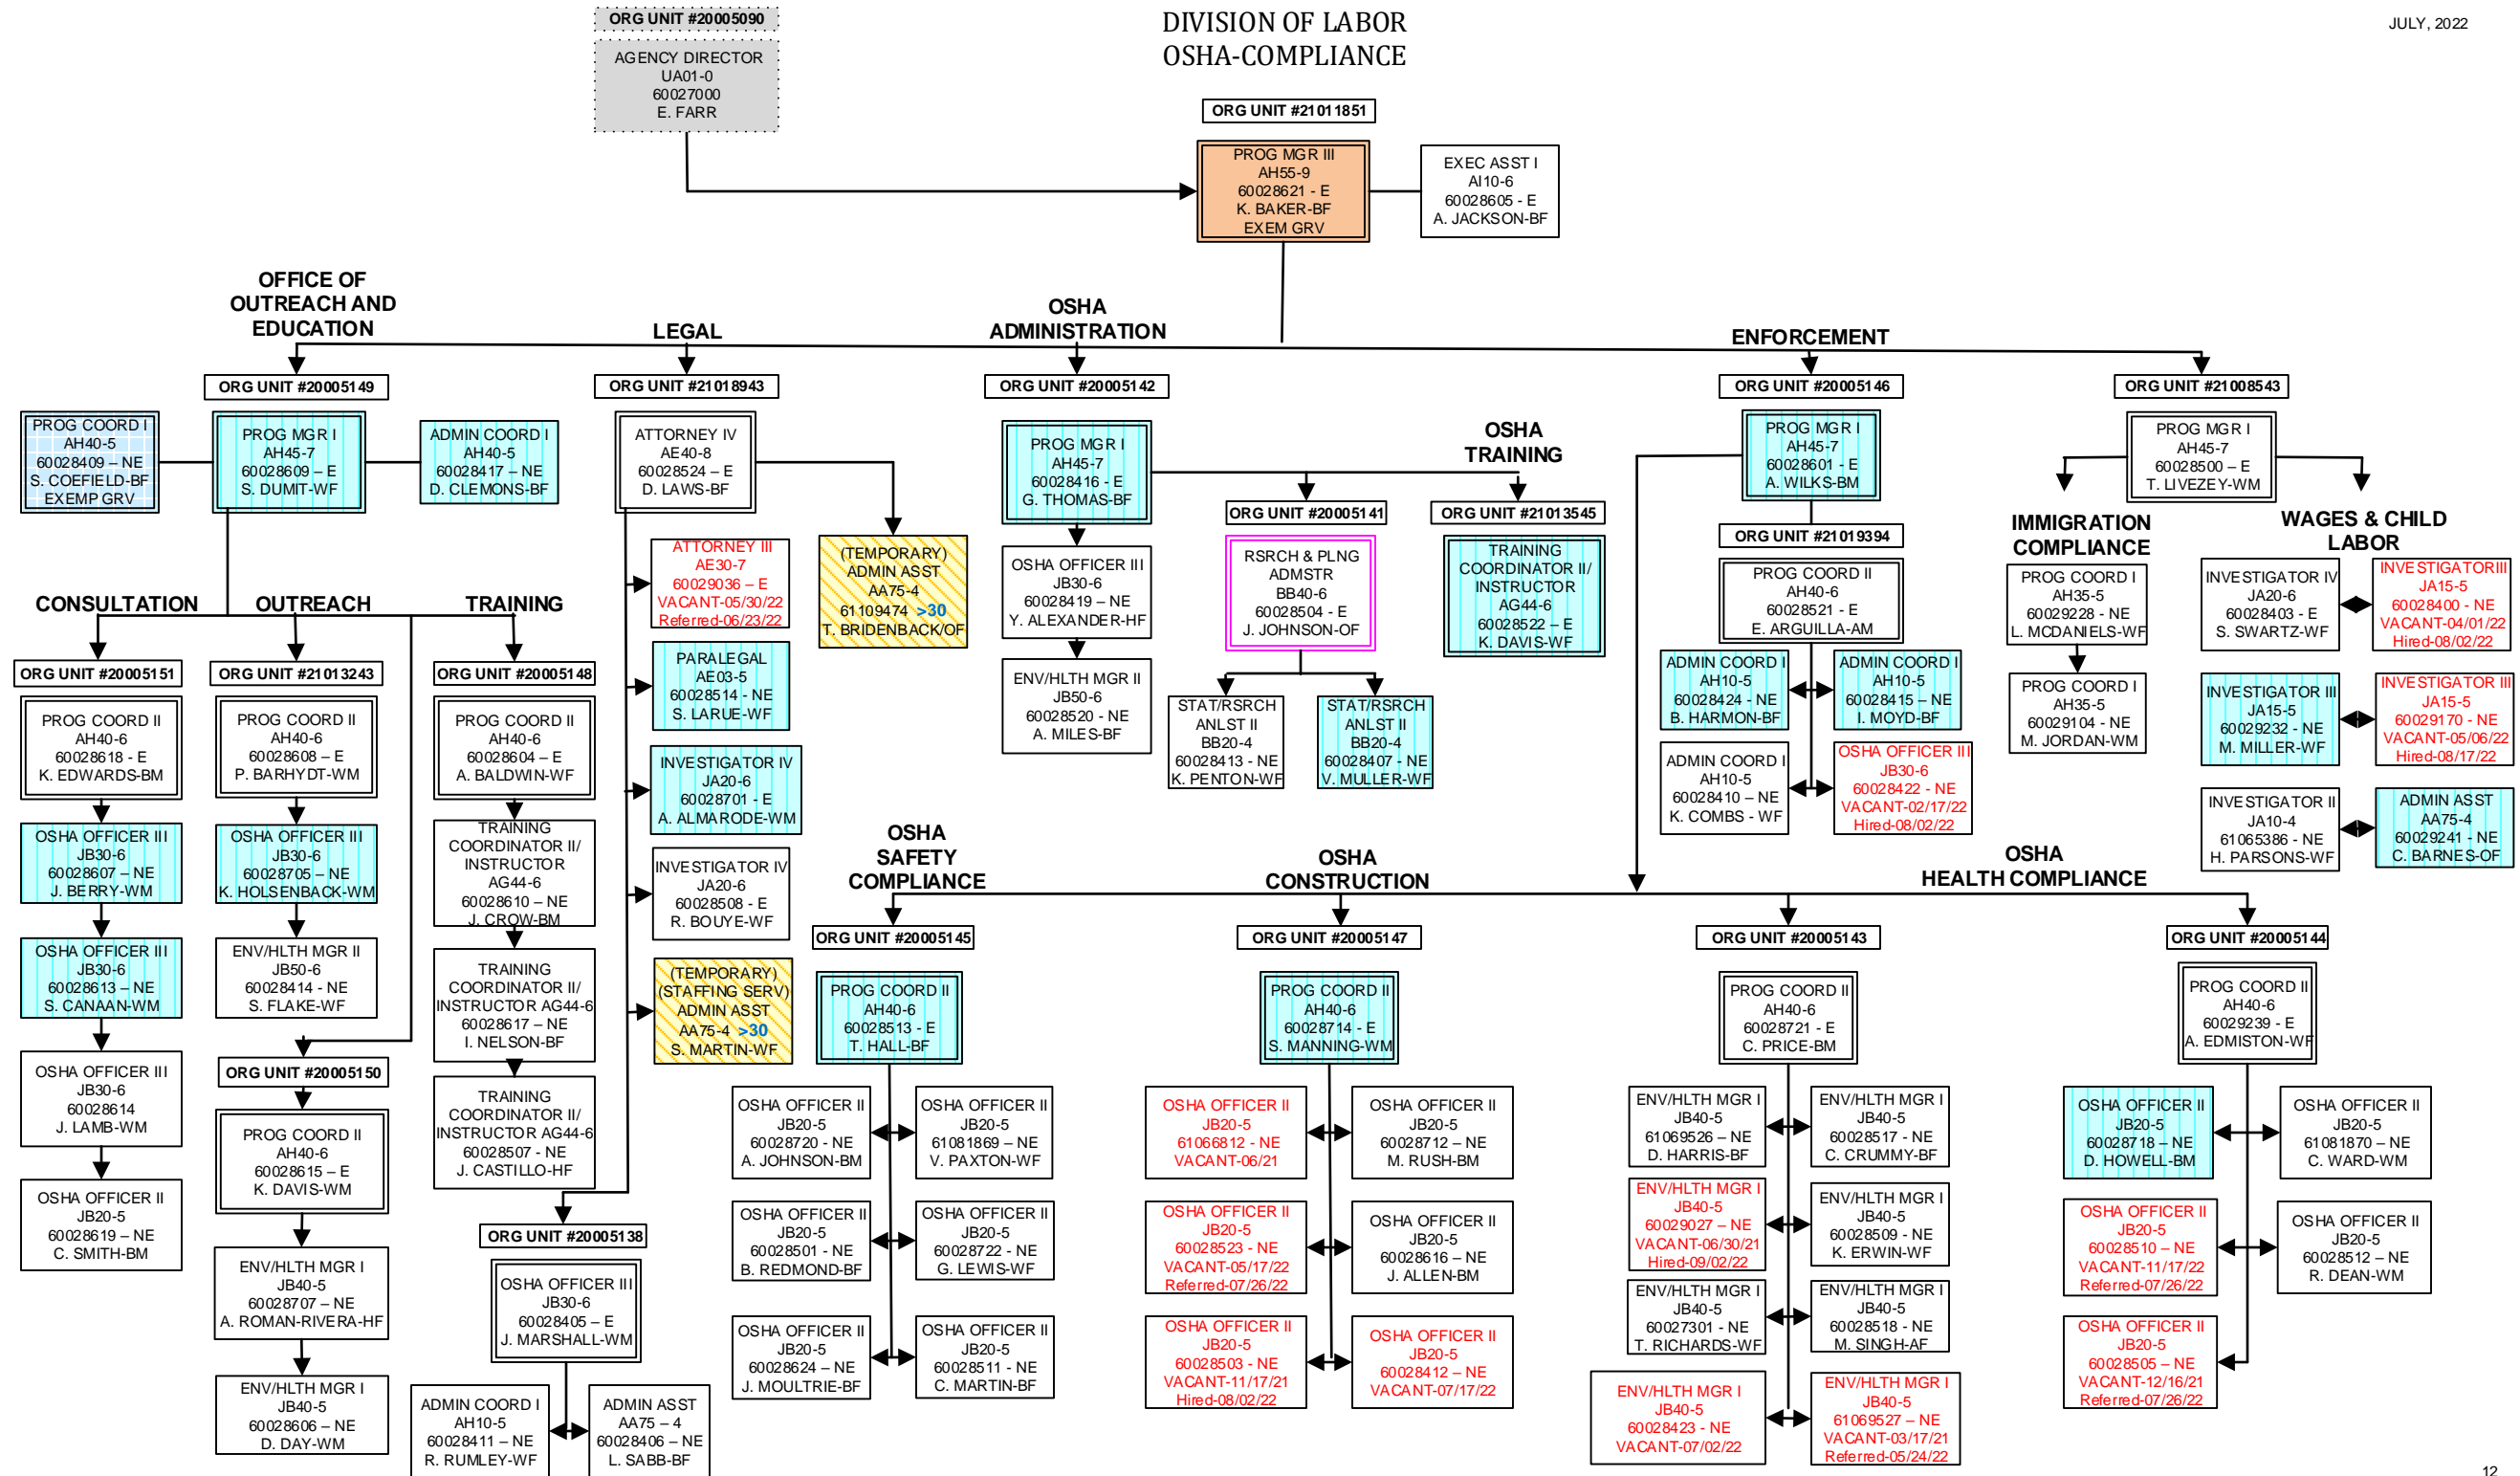 ORG UNIT #20005090
DIVISION OF LABOR
OSHA-COMPLIANCE
JULY, 2022
AGENCY DIRECTOR
UA01-0
60027000
E. FARR
ORG UNIT #21011851
PROG MGR III
AH55-9
60028621 - E
K. BAKER-BF
EXEM GRV
EXEC ASST I
AI10-6
60028605 - E
A. JACKSON-BF
OFFICE OF
OUTREACH AND
EDUCATION
LEGAL
OSHA
ADMINISTRATION
ENFORCEMENT
ORG UNIT #20005149
PROG COORD I
AH40-5
60028409 – NE
S. COEFIELD-BF
EXEMP GRV
PROG MGR I
AH45-7
60028609 – E
S. DUMIT-WF
ADMIN COORD I
AH40-5
60028417 – NE
D. CLEMONS-BF
CONSULTATION
OUTREACH
TRAINING
ORG UNIT #20005151
PROG COORD II
AH40-6
60028618 - E
K. EDWARDS-BM
OSHA OFFICER III
JB30-6
60028607 – NE
J. BERRY-WM
OSHA OFFICER III
JB30-6
60028613 – NE
S. CANAAN-WM
OSHA OFFICER III
JB30-6
60028614
J. LAMB-WM
OSHA OFFICER II
JB20-5
60028619 – NE
C. SMITH-BM
ORG UNIT #21013243
PROG COORD II
AH40-6
60028608 – E
P. BARHYDT-WM
OSHA OFFICER III
JB30-6
60028705 – NE
K. HOLSENBACK-WM
ENV/HLTH MGR II
JB50-6
60028414 - NE
S. FLAKE-WF
ORG UNIT #20005150
PROG COORD II
AH40-6
60028615 – E
K. DAVIS-WM
ENV/HLTH MGR I
JB40-5
60028707 – NE
A. ROMAN-RIVERA-HF
ENV/HLTH MGR I
JB40-5
60028606 – NE
D. DAY-WM
ORG UNIT #20005148
PROG COORD II
AH40-6
60028604 – E
A. BALDWIN-WF
TRAINING
COORDINATOR II/
INSTRUCTOR
AG44-6
60028610 – NE
J. CROW-BM
TRAINING
COORDINATOR II/
INSTRUCTOR AG44-6
60028617 – NE
I. NELSON-BF
TRAINING
COORDINATOR II/
INSTRUCTOR AG44-6
60028507 - NE
J. CASTILLO-HF
ORG UNIT #21018943
ATTORNEY IV
AE40-8
60028524 – E
D. LAWS-BF
ATTORNEY III
AE30-7
60029036 – E
VACANT-05/30/22
Referred-06/23/22
(TEMPORARY)
ADMIN ASST
AA75-4
61109474 >30
T. BRIDENBACK/OF
PARALEGAL
AE03-5
60028514 - NE
S. LARUE-WF
INVESTIGATOR IV
JA20-6
60028701 - E
A. ALMARODE-WM
INVESTIGATOR IV
JA20-6
60028508 - E
R. BOUYE-WF
(TEMPORARY)
(STAFFING SERV)
ADMIN ASST
AA75-4 >30
S. MARTIN-WF
ORG UNIT #20005138
OSHA OFFICER III
JB30-6
60028405 – E
J. MARSHALL-WM
ADMIN COORD I
AH10-5
60028411 – NE
R. RUMLEY-WF
ADMIN ASST
AA75 – 4
60028406 – NE
L. SABB-BF
ORG UNIT #20005142
PROG MGR I
AH45-7
60028416 - E
G. THOMAS-BF
OSHA OFFICER III
JB30-6
60028419 – NE
Y. ALEXANDER-HF
ENV/HLTH MGR II
JB50-6
60028520 - NE
A. MILES-BF
ORG UNIT #20005141
RSRCH & PLNG
ADMSTR
BB40-6
60028504 - E
J. JOHNSON-OF
STAT/RSRCH
ANLST II
BB20-4
60028413 - NE
K. PENTON-WF
STAT/RSRCH
ANLST II
BB20-4
60028407 - NE
V. MULLER-WF
OSHA
TRAINING
ORG UNIT #21013545
TRAINING
COORDINATOR II/
INSTRUCTOR
AG44-6
60028522 – E
K. DAVIS-WF
ORG UNIT #20005146
PROG MGR I
AH45-7
60028601 - E
A. WILKS-BM
ORG UNIT #21019394
PROG COORD II
AH40-6
60028521 - E
E. ARGUILLA-AM
ADMIN COORD I
AH10-5
60028424 - NE
B. HARMON-BF
ADMIN COORD I
AH10-5
60028415 – NE
I. MOYD-BF
ADMIN COORD I
AH10-5
60028410 – NE
K. COMBS - WF
OSHA OFFICER III
JB30-6
60028422 - NE
VACANT-02/17/22
Hired-08/02/22
ORG UNIT #21008543
PROG MGR I
AH45-7
60028500 – E
T. LIVEZEY-WM
IMMIGRATION
COMPLIANCE
PROG COORD I
AH35-5
60029228 - NE
L. MCDANIELS-WF
PROG COORD I
AH35-5
60029104 - NE
M. JORDAN-WM
WAGES & CHILD
LABOR
INVESTIGATOR IV
JA20-6
60028403 – E
S. SWARTZ-WF
INVESTIGATORIII
JA15-5
60028400 - NE
VACANT-04/01/22
Hired-08/02/22
INVESTIGATOR III
JA15-5
60029232 - NE
M. MILLER-WF
INVESTIGATOR III
JA15-5
60029170 - NE
VACANT-05/06/22
Hired-08/17/22
INVESTIGATOR II
JA10-4
61065386 - NE
H. PARSONS-WF
ADMIN ASST
AA75-4
60029241 - NE
C. BARNES-OF
OSHA
SAFETY
COMPLIANCE
OSHA
CONSTRUCTION
OSHA
HEALTH COMPLIANCE
ORG UNIT #20005145
PROG COORD II
AH40-6
60028513 - E
T. HALL-BF
OSHA OFFICER II
JB20-5
60028720 - NE
A. JOHNSON-BM
OSHA OFFICER II
JB20-5
61081869 – NE
V. PAXTON-WF
OSHA OFFICER II
JB20-5
60028501 - NE
B. REDMOND-BF
OSHA OFFICER II
JB20-5
60028722 - NE
G. LEWIS-WF
OSHA OFFICER II
JB20-5
60028624 – NE
J. MOULTRIE-BF
OSHA OFFICER II
JB20-5
60028511 - NE
C. MARTIN-BF
ORG UNIT #20005147
PROG COORD II
AH40-6
60028714 - E
S. MANNING-WM
OSHA OFFICER II
JB20-5
61066812 - NE
VACANT-06/21
OSHA OFFICER II
JB20-5
60028712 - NE
M. RUSH-BM
OSHA OFFICER II
JB20-5
60028523 - NE
VACANT-05/17/22
Referred-07/26/22
OSHA OFFICER II
JB20-5
60028616 – NE
J. ALLEN-BM
OSHA OFFICER II
JB20-5
60028503 - NE
VACANT-11/17/21
Hired-08/02/22
OSHA OFFICER II
JB20-5
60028412 – NE
VACANT-07/17/22
ORG UNIT #20005143
PROG COORD II
AH40-6
60028721 - E
C. PRICE-BM
ENV/HLTH MGR I
JB40-5
61069526 – NE
D. HARRIS-BF
ENV/HLTH MGR I
JB40-5
60028517 - NE
C. CRUMMY-BF
ENV/HLTH MGR I
JB40-5
60029027 – NE
VACANT-06/30/21
Hired-09/02/22
ENV/HLTH MGR I
JB40-5
60028509 - NE
K. ERWIN-WF
ENV/HLTH MGR I
JB40-5
60027301 - NE
T. RICHARDS-WF
ENV/HLTH MGR I
JB40-5
60028518 - NE
M. SINGH-AF
ENV/HLTH MGR I
JB40-5
60028423 - NE
VACANT-07/02/22
ENV/HLTH MGR I
JB40-5
61069527 – NE
VACANT-03/17/21
Referred-05/24/22
ORG UNIT #20005144
PROG COORD II
AH40-6
60029239 - E
A. EDMISTON-WF
OSHA OFFICER II
JB20-5
60028718 – NE
D. HOWELL-BM
OSHA OFFICER II
JB20-5
61081870 – NE
C. WARD-WM
OSHA OFFICER II
JB20-5
60028510 – NE
VACANT-11/17/22
Referred-07/26/22
OSHA OFFICER II
JB20-5
60028512 – NE
R. DEAN-WM
OSHA OFFICER II
JB20-5
60028505 – NE
VACANT-12/16/21
Referred-07/26/22
12